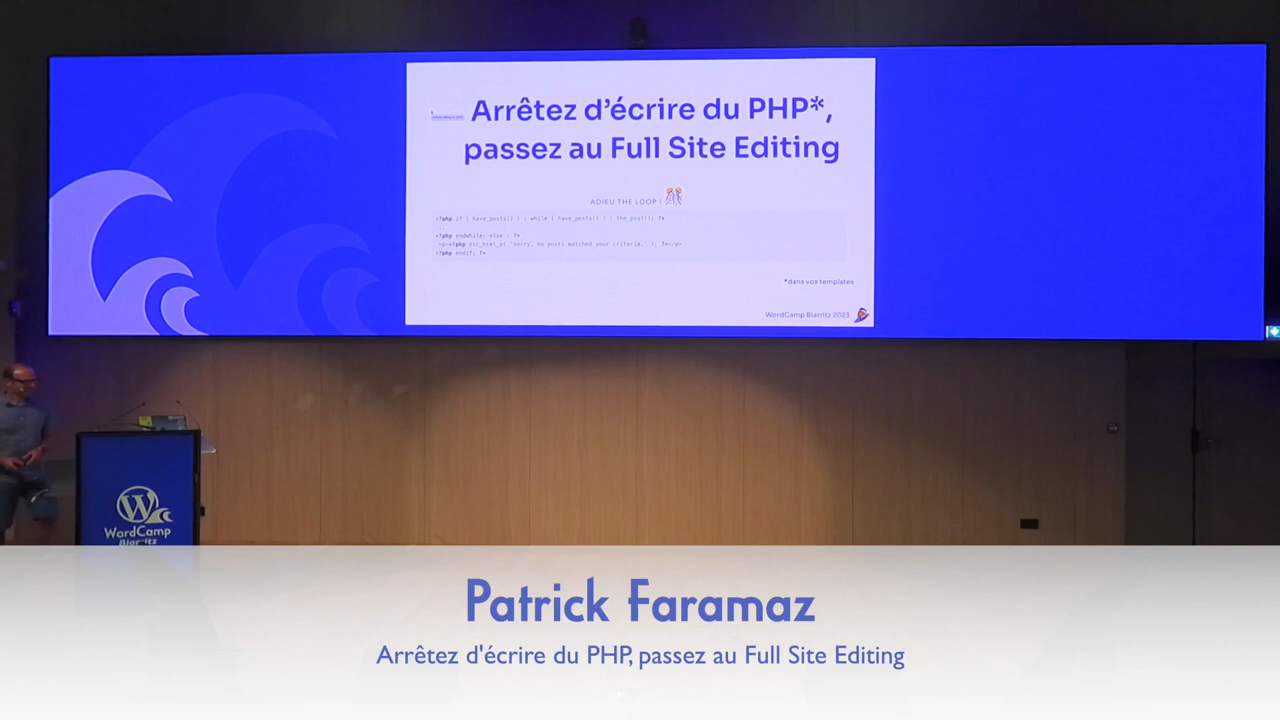 Arrêtez d’écrire du PHP*,
passez au Full Site Editing
ADIEU THE LOOP !
<?php if ( have_posts() ) : while ( have_posts() ) : the_post(); ?>
...
<?php endwhile; else : ?>
<p><?php esc_html_e( 'Sorry, no posts matched your criteria.' ); ?></p>
<?php endif; ?>
*dans vos templates
WordCamp Biarritz 2023
WordCamp
Biarritz
Patrick Faramaz
Arrêtez d'écrire du PHP, passez au Full Site Editing